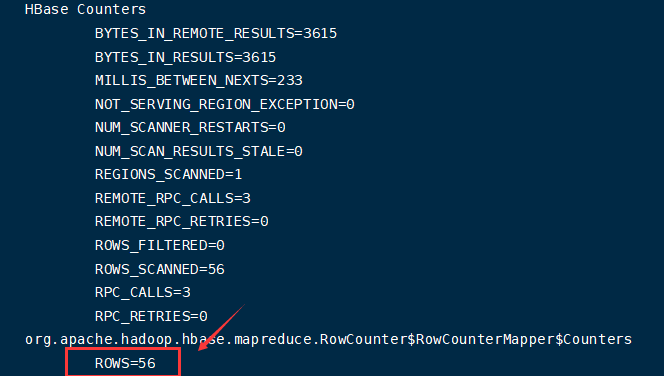 HBase Counters
BYTES_IN_REMOTE_RESULTS=3615
BYTES_IN_RESULTS=3615
MILLIS_BETWEEN_NEXTS=233
NOT_SERVING_REGION_EXCEPTION=0
NUM_SCANNER_RESTARTS=0
NUM_SCAN_RESULTS_STALE=0
REGIONS_SCANNED=1
REMOTE_RPC_CALLS=3
REMOTE_RPC_RETRIES=0
ROWS_FILTERED=0
ROWS_SCANNED=56
RPC_CALLS=3
RPC_RETRIES=0
org.apache.hadoop.hbase.mapreduce.RowCounter$RowCounterMapper$Counters
ROWS=56